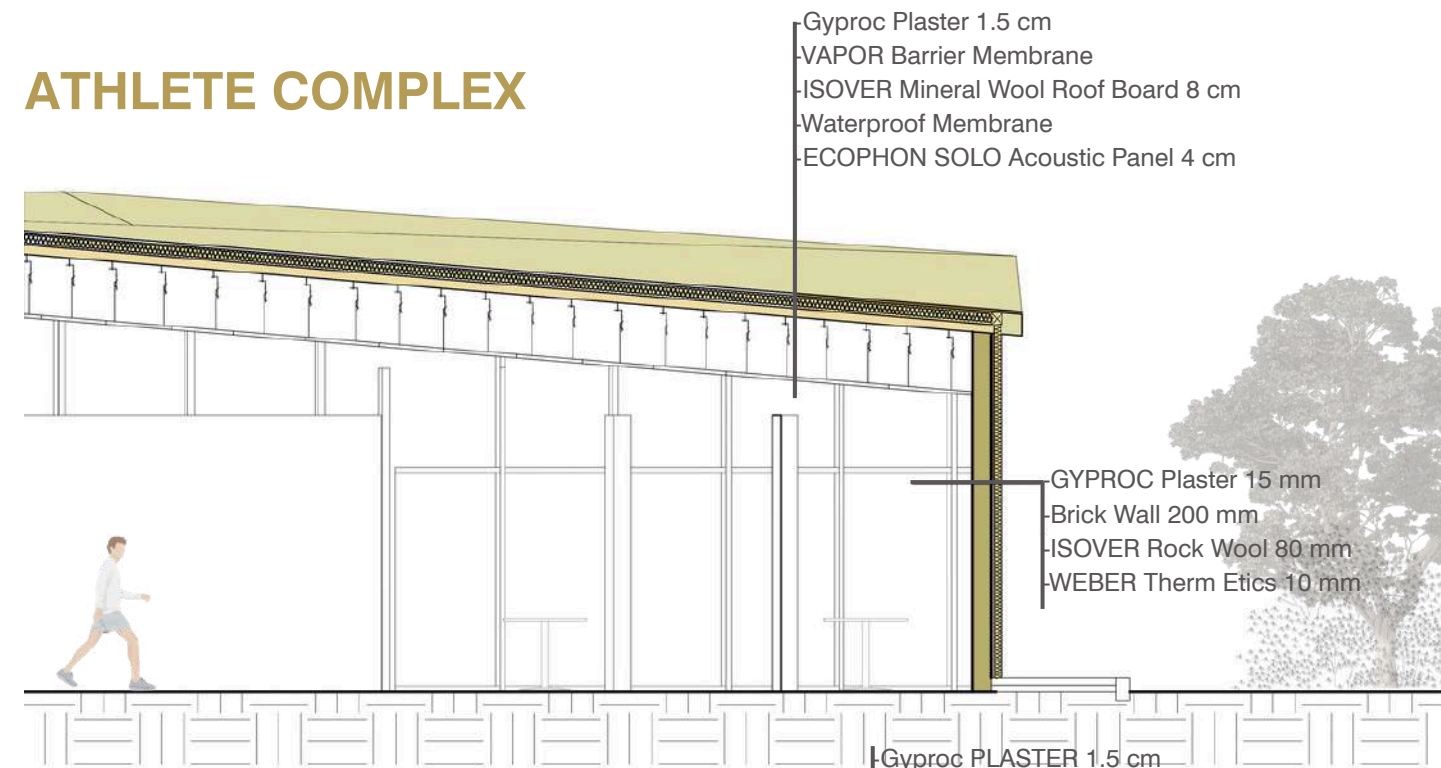 ATHLETE COMPLEX
-Gyproc Plaster 1.5 cm
-VAPOR Barrier Membrane
-ISOVER Mineral Wool Roof Board 8 cm
-Waterproof Membrane
-ECOPHON SOLO Acoustic Panel 4 cm
-GYPROC Plaster 15 mm
-Brick Wall 200 mm
-ISOVER Rock Wool 80 mm
-WEBER Therm Etics 10 mm
-Gyproc PLASTER 1.5 cm